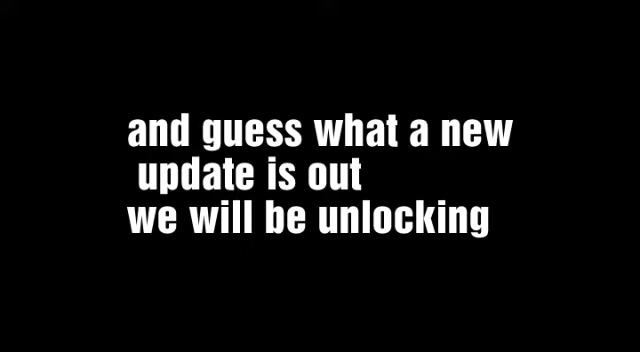 and guess what a new
update is out
we will be unlocking